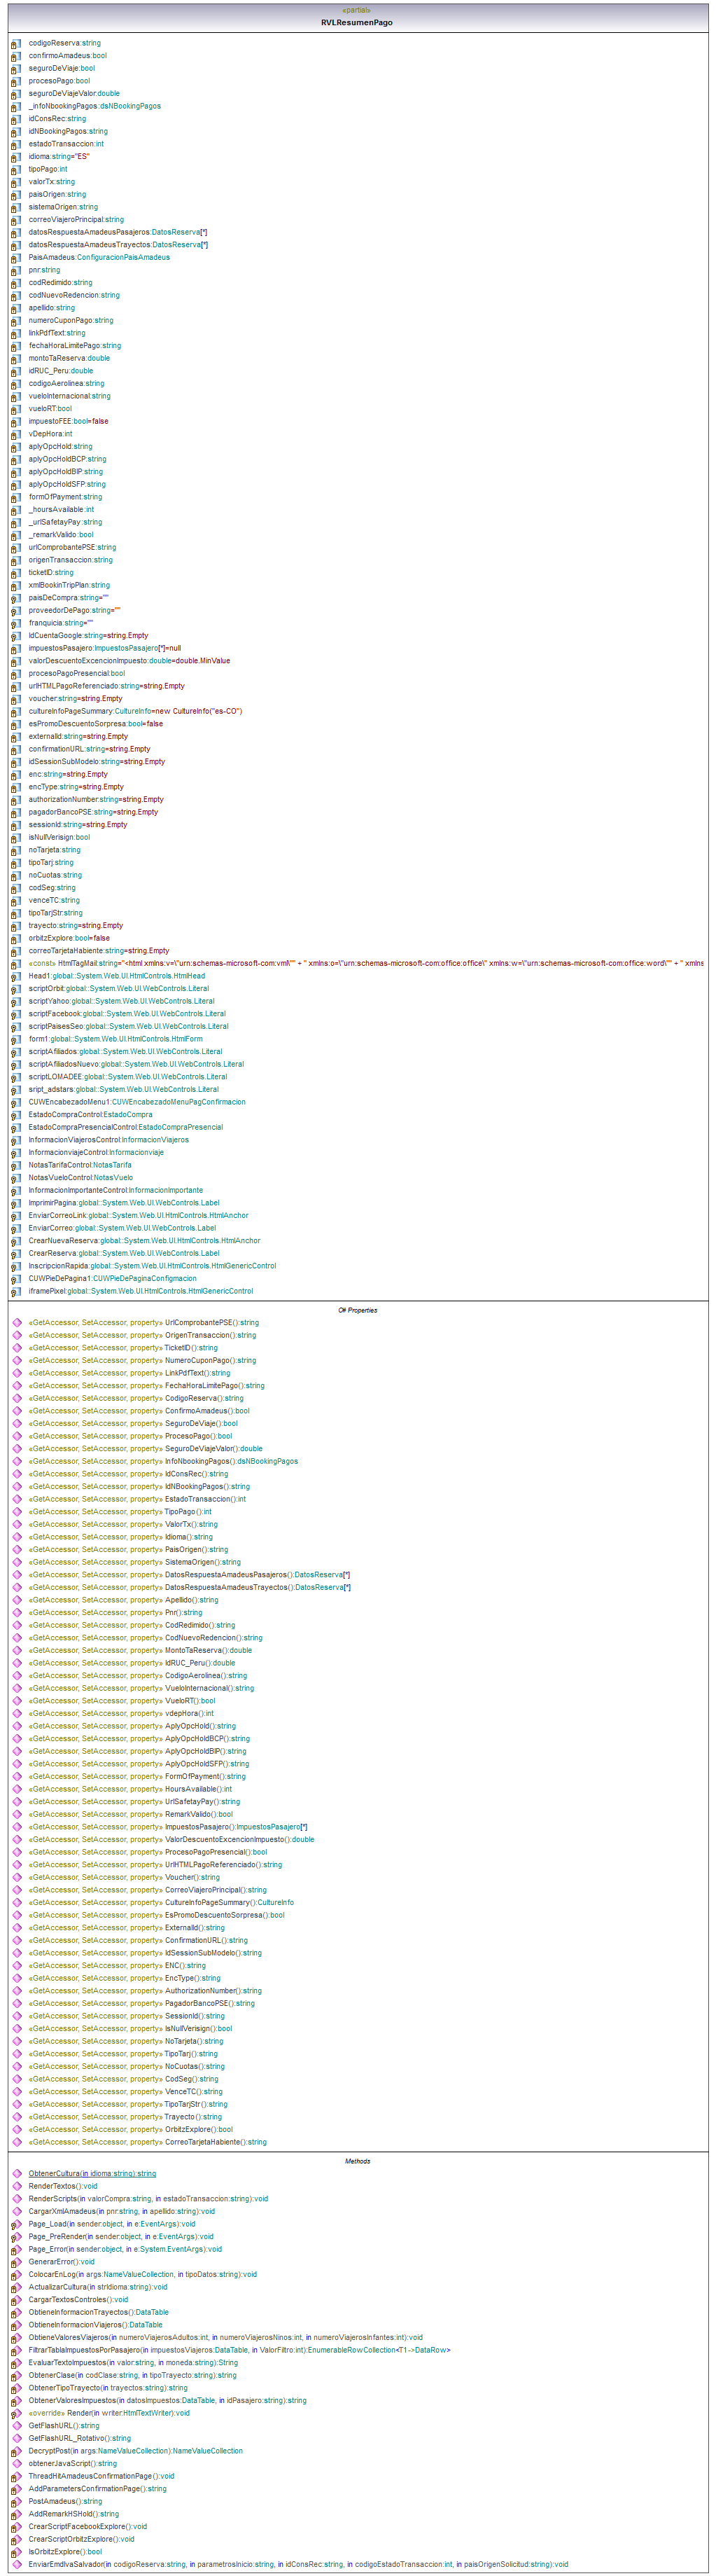 «partial»
RVLResumenPago
codigoReserva:string
confirmoAmadeus:bool
seguroDeViaje:bool
procesoPago:bool
seguroDeViajeValor:double
_infoNbookingPagos:dsNBookingPagos
idConsRec:string
idNBookingPagos:string
estadoTransaccion:int
idioma:string="ES"
tipoPago:int
valorTx:string
paisOrigen:string
sistemaOrigen:string
correoViajeroPrincipal:string
datosRespuestaAmadeusPasajeros:DatosReserva[*]
datosRespuestaAmadeusTrayectos:DatosReserva[*]
PaisAmadeus:ConfiguracionPaisAmadeus
pnr:string
codRedimido:string
codNuevoRedencion:string
apellido:string
numeroCuponPago:string
linkPdfText:string
fechaHoraLimitePago:string
montoTaReserva:double
idRUC_Peru:double
codigoAerolinea:string
vueloInternacional:string
vueloRT:bool
impuestoFEE:bool=false
vDepHora:int
aplyOpcHold:string
aplyOpcHoldBCP:string
aplyOpcHoldBIP:string
aplyOpcHoldSFP:string
formOfPayment:string
_hoursAvailable:int
_urlSafetayPay:string
_remarkValido:bool
urlComprobantePSE:string
origenTransaccion:string
ticketID:string
xmlBookinTripPlan:string
paisDeCompra:string=""
proveedorDePago:string=""
franquicia:string=""
IdCuentaGoogle:string=string.Empty
impuestosPasajero:ImpuestosPasajero[*]=null
valorDescuentoExcencionImpuesto:double=double.MinValue
procesoPagoPresencial:bool
urlHTMLPagoReferenciado:string=string.Empty
voucher:string=string.Empty
cultureInfoPageSummary:CultureInfo=new CultureInfo("es-CO")
esPromoDescuentoSorpresa:bool=false
externalId:string=string.Empty
confirmationURL:string=string.Empty
idSessionSubModelo:string=string.Empty
enc:string=string.Empty
encType:string=string.Empty
authorizationNumber:string=string.Empty
pagadorBancoPSE:string=string.Empty
sessionId:string=string.Empty
isNullVerisign:bool
noTarjeta:string
tipoTarj:string
noCuotas:string
codSeg:string
venceTC:string
tipoTarjStr:string
trayecto:string=string.Empty
orbitzExplore:bool=false
correoTarjetaHabiente:string=string.Empty
«const» HtmlTagMail:string="<html xmlns:v=\"urn:schemas-microsoft-com:vml\"" + " xmlns:o=\"urn:schemas-microsoft-com:office:office\" xmlns:w=\"urn:schemas-microsoft-com:office:word\"" + " xmlns
Head1:global::System.Web.UI.HtmlControls.HtmlHead
scriptOrbit:global::System.Web.UI.WebControls.Literal
scriptYahoo:global::System.Web.UI.WebControls.Literal
scriptFacebook:global::System.Web.UI.WebControls.Literal
scriptPaisesSeo:global::System.Web.UI.WebControls.Literal
form1:global::System.Web.UI.HtmlControls.HtmlForm
scriptAfiliados:global::System.Web.UI.WebControls.Literal
scriptAfiliadosNuevo:global::System.Web.UI.WebControls.Literal
scriptLOMADEE:global::System.Web.UI.WebControls.Literal
sript_adstars:global::System.Web.UI.WebControls.Literal
CUWEncabezadoMenu1:CUWEncabezadoMenuPagConfirmacion
EstadoCompraControl:EstadoCompra
EstadoCompraPresencialControl:EstadoCompraPresencial
InformacionViajerosControl:InformacionViajeros
InformacionviajeControl:Informacionviaje
NotasTarifaControl:NotasTarifa
NotasVueloControl:NotasVuelo
InformacionImportanteControl:InformacionImportante
ImprimirPagina:global::System.Web.UI.WebControls.Label
EnviarCorreoLink:global::System.Web.UI.HtmlControls.HtmlAnchor
EnviarCorreo:global::System.Web.UI.WebControls.Label
CrearNuevaReserva:global::System.Web.UI.HtmlControls.HtmlAnchor
CrearReserva:global::System.Web.UI.WebControls.Label
InscripcionRapida:global::System.Web.UI.HtmlControls.HtmlGenericControl
CUWPieDePagina1:CUWPieDePaginaConfigmacion
iframePixel:global::System.Web.UI.HtmlControls.HtmlGenericControl
C# Properties
«GetAccessor, SetAccessor, property» UrlComprobantePSE():string
«GetAccessor, SetAccessor, property» OrigenTransaccion():string
«GetAccessor, SetAccessor, property» TicketID():string
«GetAccessor, SetAccessor, property» NumeroCuponPago():string
«GetAccessor, SetAccessor, property» LinkPdfText():string
«GetAccessor, SetAccessor, property» FechaHoraLimitePago():string
«GetAccessor, SetAccessor, property» CodigoReserva():string
«GetAccessor, SetAccessor, property» ConfirmoAmadeus():bool
«GetAccessor, SetAccessor, property» SeguroDeViaje():bool
«GetAccessor, SetAccessor, property» ProcesoPago():bool
«GetAccessor, SetAccessor, property» SeguroDeViajeValor():double
«GetAccessor, SetAccessor, property» InfoNbookingPagos():dsNBookingPagos
«GetAccessor, SetAccessor, property» IdConsRec():string
«GetAccessor, SetAccessor, property» IdNBookingPagos():string
«GetAccessor, SetAccessor, property» EstadoTransaccion():int
«GetAccessor, SetAccessor, property» TipoPago():int
«GetAccessor, SetAccessor, property» ValorTx():string
«GetAccessor, SetAccessor, property» Idioma():string
«GetAccessor, SetAccessor, property» PaisOrigen():string
«GetAccessor, SetAccessor, property» SistemaOrigen():string
«GetAccessor, SetAccessor, property» DatosRespuestaAmadeusPasajeros():DatosReserva[*]
«GetAccessor, SetAccessor, property» DatosRespuestaAmadeusTrayectos():DatosReserva[*]
«GetAccessor, SetAccessor, property» Apellido():string
«GetAccessor, SetAccessor, property» Pnr():string
«GetAccessor, SetAccessor, property» CodRedimido():string
«GetAccessor, SetAccessor, property» CodNuevoRedencion():string
«GetAccessor, SetAccessor, property» MontoTaReserva():double
«GetAccessor, SetAccessor, property» IdRUC_Peru():double
«GetAccessor, SetAccessor, property» CodigoAerolinea():string
«GetAccessor, SetAccessor, property» VueloInternacional():string
«GetAccessor, SetAccessor, property» VueloRT():bool
«GetAccessor, SetAccessor, property» vdepHora():int
«GetAccessor, SetAccessor, property» AplyOpcHold():string
«GetAccessor, SetAccessor, property» AplyOpcHoldBCP():string
«GetAccessor, SetAccessor, property» AplyOpcHoldBIP():string
«GetAccessor, SetAccessor, property» AplyOpcHoldSFP():string
«GetAccessor, SetAccessor, property» FormOfPayment():string
«GetAccessor, SetAccessor, property» HoursAvailable():int
«GetAccessor, SetAccessor, property» UrlSafetayPay():string
«GetAccessor, SetAccessor, property» RemarkValido():bool
«GetAccessor, SetAccessor, property» ImpuestosPasajero():ImpuestosPasajero[*]
«GetAccessor, SetAccessor, property» ValorDescuentoExcencionImpuesto():double
«GetAccessor, SetAccessor, property» ProcesoPagoPresencial():bool
«GetAccessor, SetAccessor, property» UrlHTMLPagoReferenciado():string
«GetAccessor, SetAccessor, property» Voucher():string
«GetAccessor, SetAccessor, property» CorreoViajeroPrincipal():string
«GetAccessor, SetAccessor, property» CultureInfoPageSummary():CultureInfo
«GetAccessor, SetAccessor, property» EsPromoDescuentoSorpresa():bool
«GetAccessor, SetAccessor, property» ExternalId():string
«GetAccessor, SetAccessor, property» ConfirmationURL():string
«GetAccessor, SetAccessor, property» IdSessionSubModelo():string
«GetAccessor, SetAccessor, property» ENC():string
«GetAccessor, SetAccessor, property» EncType():string
«GetAccessor, SetAccessor, property» AuthorizationNumber():string
«GetAccessor, SetAccessor, property» PagadorBancoPSE():string
«GetAccessor, SetAccessor, property» SessionId():string
«GetAccessor, SetAccessor, property» IsNullVerisign():bool
«GetAccessor, SetAccessor, property» NoTarjeta():string
«GetAccessor, SetAccessor, property» TipoTarj():string
«GetAccessor, SetAccessor, property» NoCuotas():string
«GetAccessor, SetAccessor, property» CodSeg():string
«GetAccessor, SetAccessor, property» VenceTC():string
«GetAccessor, SetAccessor, property» TipoTarjStr():string
«GetAccessor, SetAccessor, property» Trayecto():string
«GetAccessor, SetAccessor, property» OrbitzExplore():bool
«GetAccessor, SetAccessor, property» CorreoTarjetaHabiente():string
Methods
ObtenerCultura(in idioma:string):string
RenderTextos():void
RenderScripts(in valorCompra:string, in estadoTransaccion:string):void
CargarXmlAmadeus(in pnr:string, in apellido:string):void
Page_Load(in sender:object, in e:EventArgs):void
Page_PreRender(in sender:object, in e:EventArgs):void
Page_Error(in sender:object, in e:System.EventArgs):void
GenerarError():void
ColocarEnLog(in args:NameValueCollection, in tipoDatos:string):void
ActualizarCultura(in strIdioma:string):void
CargarTextosControles():void
ObtieneInformacionTrayectos():DataTable
ObtieneInformacionViajeros():DataTable
ObtieneValoresViajeros(in numeroViajerosAdultos:int, in numeroViajerosNinos:int, in numeroViajerosInfantes:int):void
FiltrarTablaImpuestosPorPasajero(in impuestosViajeros:DataTable, in ValorFiltro:int):EnumerableRowCollection<T1->DataRow>
EvaluarTextoImpuestos(in valor:string, in moneda:string):String
ObtenerClase(in codClase:string, in tipoTrayecto:string):string
ObtenerTipoTrayecto(in trayectos:string):string
ObtenerValoresImpuestos(in datosImpuestos:DataTable, in idPasajero:string):string
«override» Render(in writer:HtmlTextWriter):void
GetFlashURL():string
GetFlashURL_Rotativo():string
DecryptPost(in args:NameValueCollection):NameValueCollection
obtenerJavaScript():string
ThreadHitAmadeusConfirmationPage():void
AddParametersConfirmationPage():string
PostAmadeus():string
AddRemarkHSHold():string
CrearScriptFacebookExplore():void
CrearScriptOrbitzExplore():void
IsOrbitzExplore():bool
EnviarEmdIvaSalvador(in codigoReserva:string, in parametrosInicio:string, in idConsRec:string, in codigoEstadoTransaccion:int, in paisOrigenSolicitud:string):void